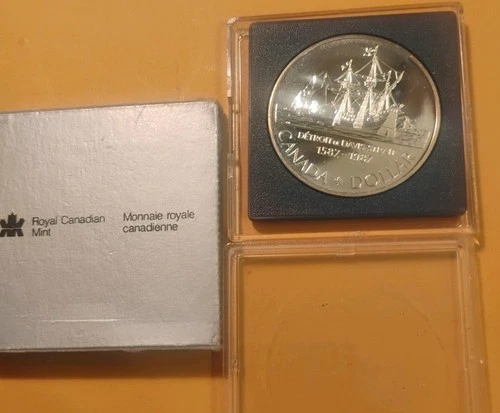 Royal Canadian
Mint
Monnaie royale
canadienne
DÉTROIT DE DAVIS STRAIT
1587-1987
CANADA DOLLAR